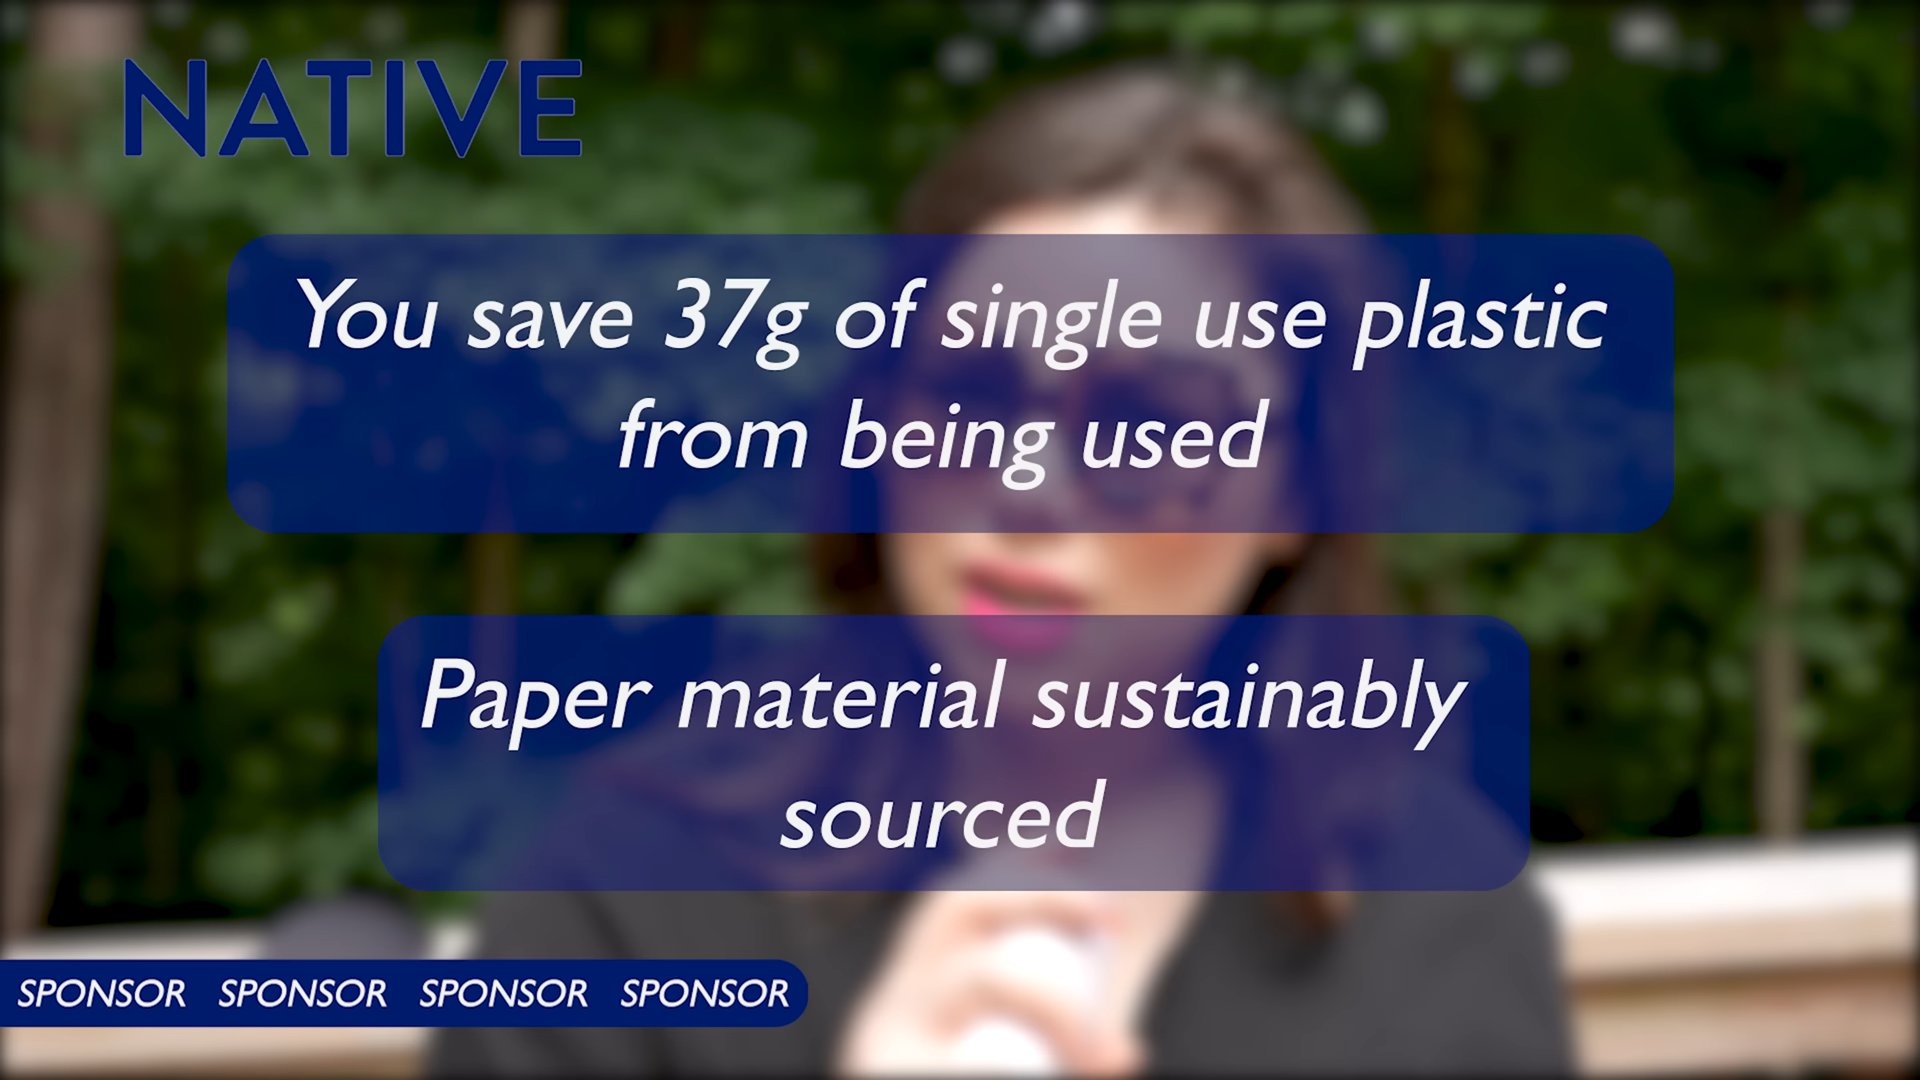 NATIVE
You save 37g of single use plastic
from being used
Paper material sustainably
sourced
SPONSOR SPONSOR SPONSOR SPONSOR